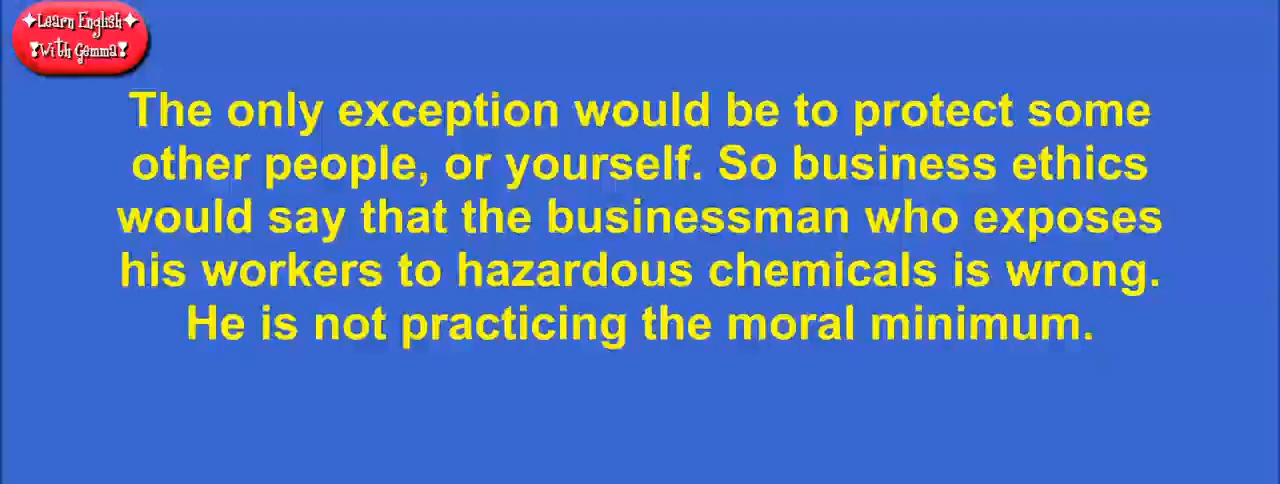 ✦Learn English✦
❣With Gemma❣
The only exception would be to protect some
other people, or yourself. So business ethics
would say that the businessman who exposes
his workers to hazardous chemicals is wrong.
He is not practicing the moral minimum.